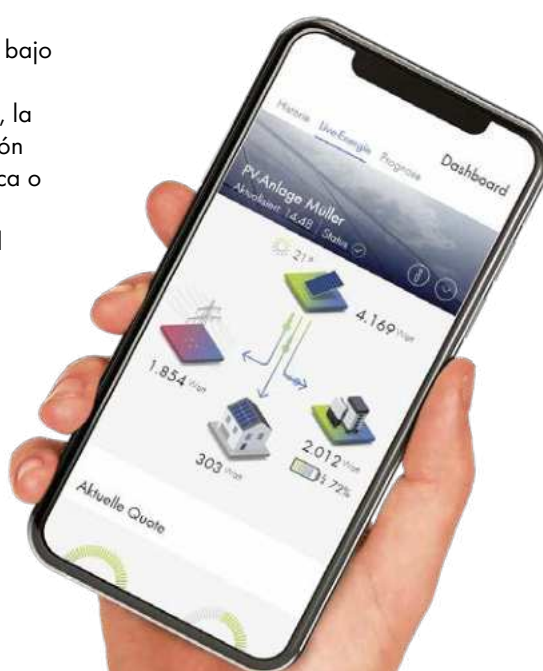 bajo
, la
ón
ca o
Dashboard
Historie Live-Energie Prognose
PV-Anlage Müller
Aktualisiert 14.48 | Status
21°
4.169 Watt
1.854 Watt
303 Watt
2.012 Watt
72%
Aktuelle Quote